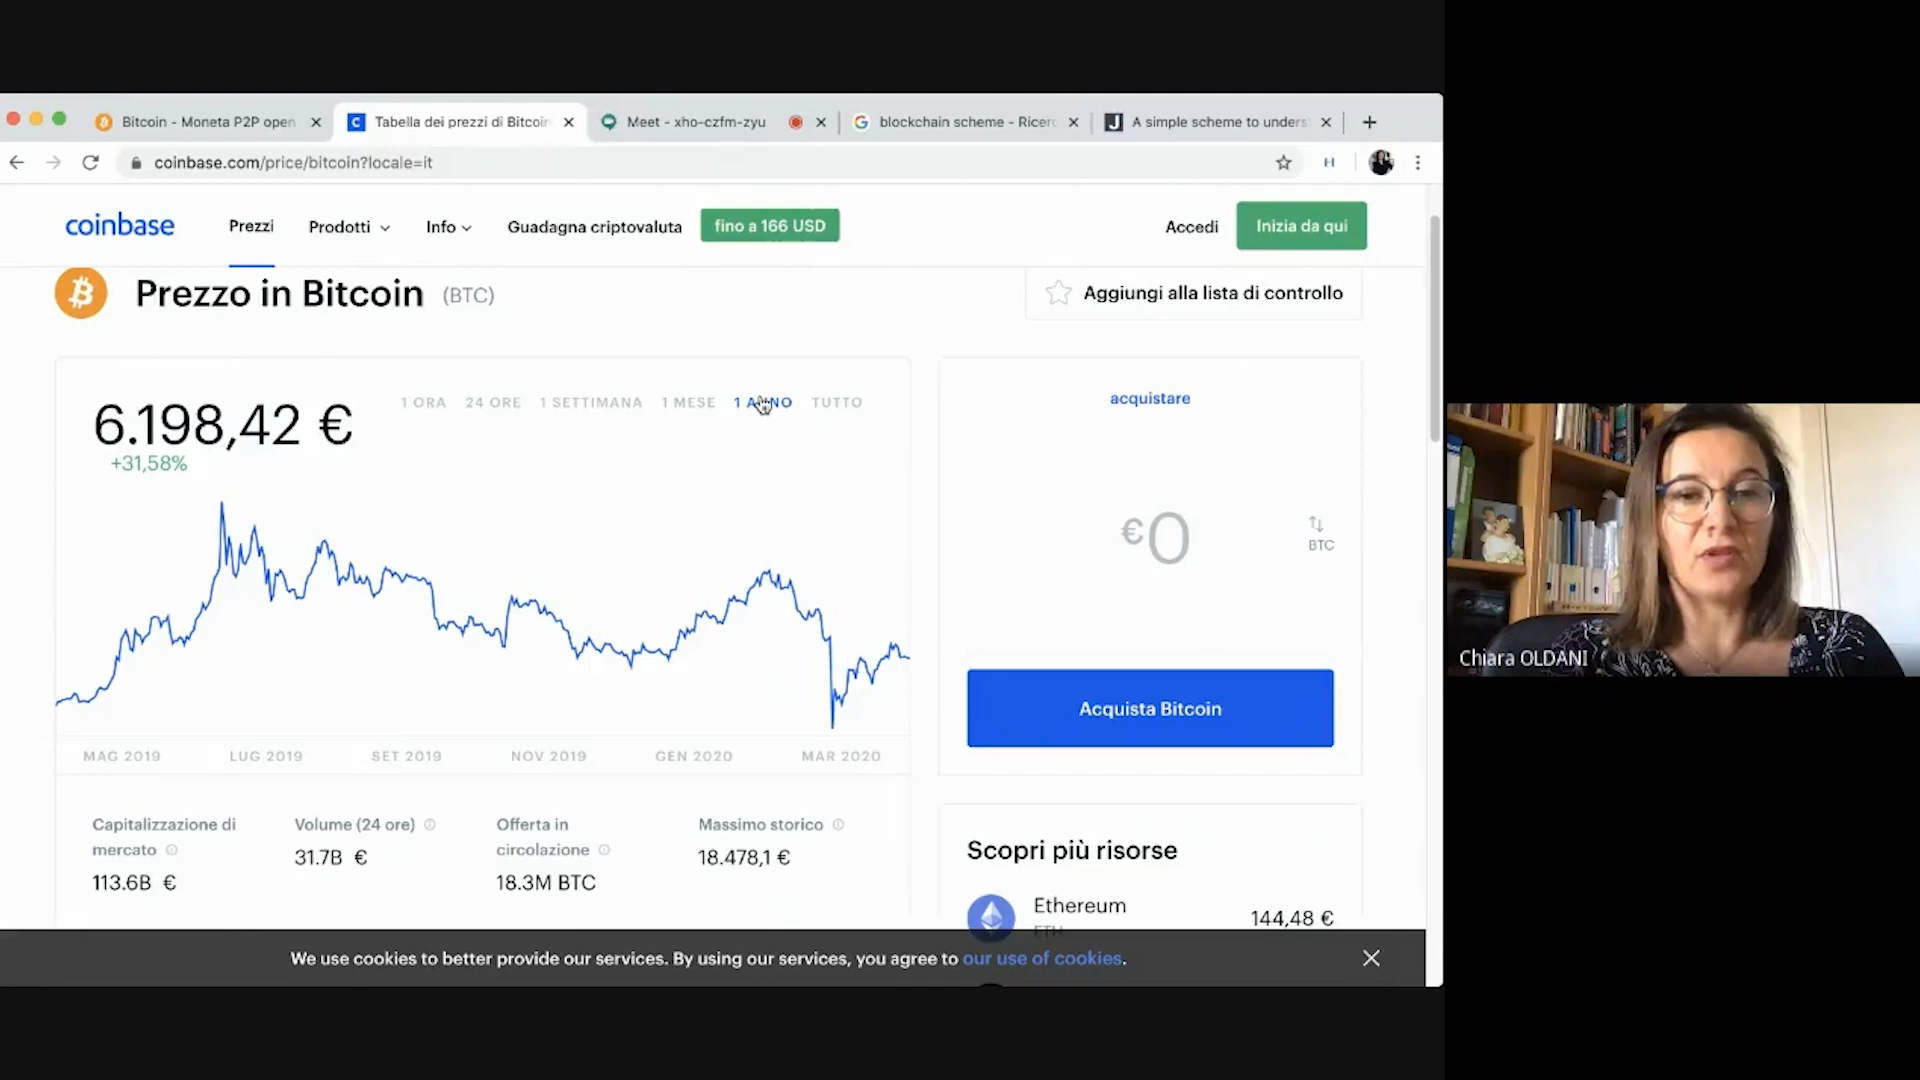 Bitcoin - Moneta P2P open
Tabella dei prezzi di Bitcoin
Meet - xho-czfm-zyu
blockchain scheme - Ricerc
A simple scheme to unders
coinbase.com/price/bitcoin?locale=it
H
coinbase
Prezzi
Prodotti
Info
Guadagna criptovaluta
fino a 166 USD
Accedi
Inizia da qui
Prezzo in Bitcoin (BTC)
Aggiungi alla lista di controllo
6.198,42 €
+31,58%
1 ORA 24 ORE 1 SETTIMANA 1 MESE 1 ANNO TUTTO
MAG 2019 LUG 2019 SET 2019 NOV 2019 GEN 2020 MAR 2020
acquistare
€0
BTC
Acquista Bitcoin
Capitalizzazione di
mercato
113.6B €
Volume (24 ore)
31.7B €
Offerta in
circolazione
18.3M BTC
Massimo storico
18.478,1 €
Scopri più risorse
Ethereum
ETH
144,48 €
We use cookies to better provide our services. By using our services, you agree to our use of cookies.
Chiara OLDANI